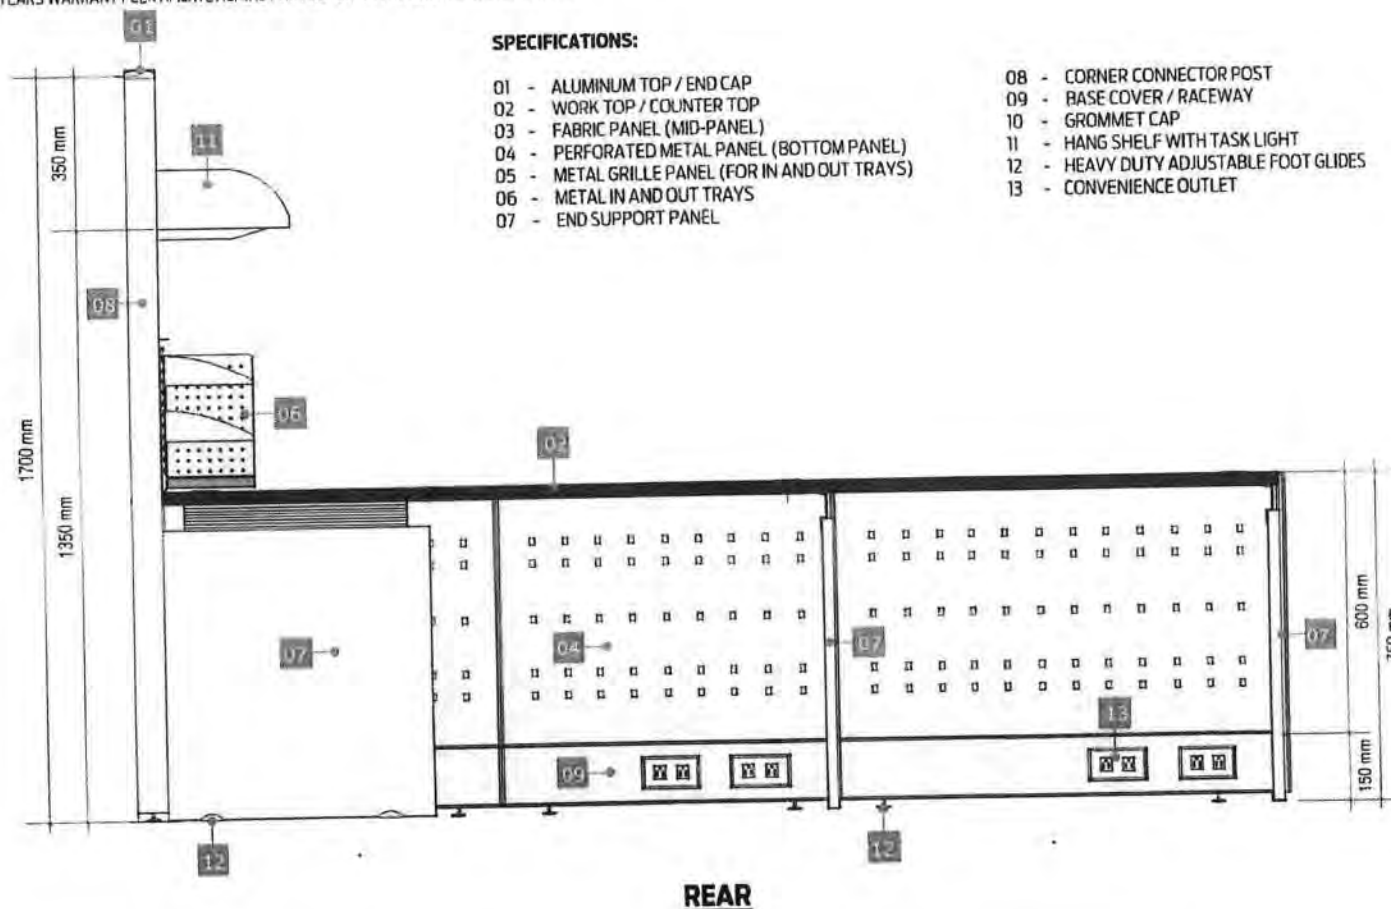 SPECIFICATIONS:
01 - ALUMINUM TOP / END CAP
02 - WORK TOP / COUNTER TOP
03 - FABRIC PANEL (MID-PANEL)
04 - PERFORATED METAL PANEL (BOTTOM PANEL)
05 - METAL GRILLE PANEL (FOR IN AND OUT TRAYS)
06 - METAL IN AND OUT TRAYS
07 - END SUPPORT PANEL
08 - CORNER CONNECTOR POST
09 - BASE COVER / RACEWAY
10 - GROMMET CAP
11 - HANG SHELF WITH TASK LIGHT
12 - HEAVY DUTY ADJUSTABLE FOOT GLIDES
13 - CONVENIENCE OUTLET
01
350 mm
11
08
06
1700 mm
02
1350 mm
07
04
07
600 mm
07
13
09
150 mm
12
12
REAR